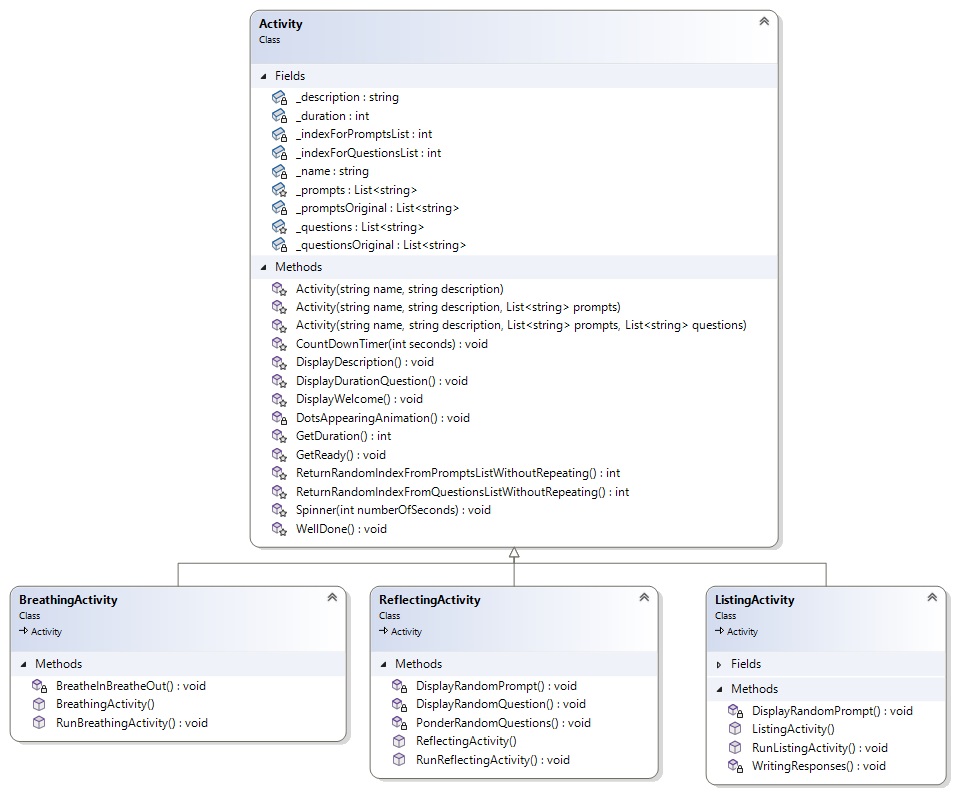 Activity
Class
Fields
_description : string
_duration : int
_indexForPromptsList : int
_indexForQuestionsList : int
_name : string
_prompts : List<string>
_promptsOriginal : List<string>
_questions : List<string>
_questionsOriginal : List<string>
Methods
Activity(string name, string description)
Activity(string name, string description, List<string> prompts)
Activity(string name, string description, List<string> prompts, List<string> questions)
CountDownTimer(int seconds) : void
DisplayDescription() : void
DisplayDurationQuestion() : void
DisplayWelcome() : void
DotsAppearingAnimation() : void
GetDuration() : int
GetReady() : void
ReturnRandomIndexFromPromptsListWithoutRepeating() : int
ReturnRandomIndexFromQuestionsListWithoutRepeating() : int
Spinner(int numberOfSeconds) : void
WellDone() : void
BreathingActivity
Class
Activity
Methods
BreatheInBreatheOut() : void
BreathingActivity()
RunBreathingActivity() : void
ReflectingActivity
Class
Activity
Methods
DisplayRandomPrompt() : void
DisplayRandomQuestion() : void
PonderRandomQuestions() : void
ReflectingActivity()
RunReflectingActivity() : void
ListingActivity
Class
Activity
Fields
Methods
DisplayRandomPrompt() : void
ListingActivity()
RunListingActivity() : void
WritingResponses() : void